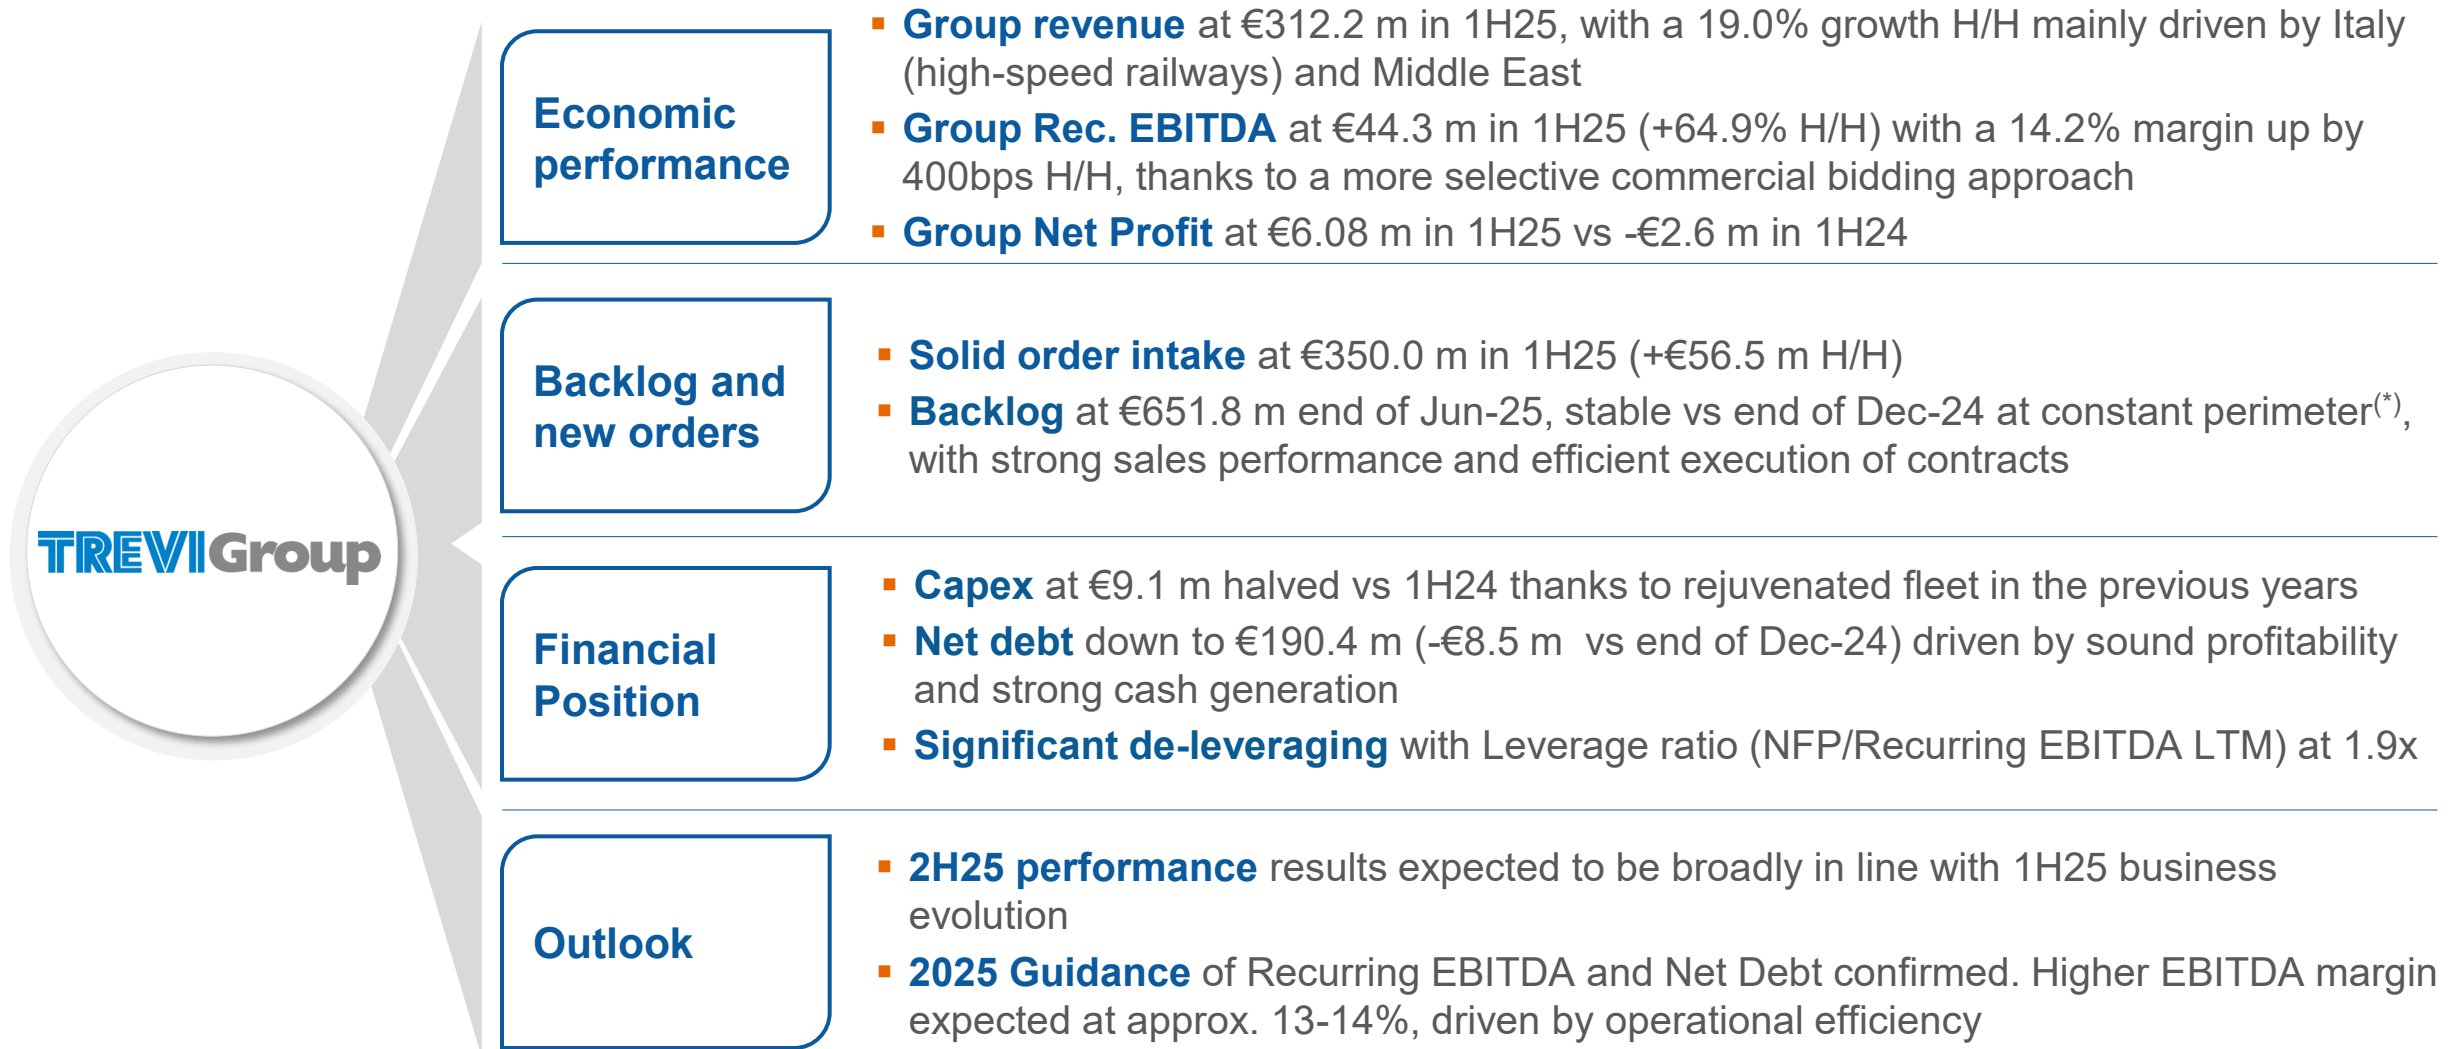 TREVIGroup
Economic
performance
▪ Group revenue at €312.2 m in 1H25, with a 19.0% growth H/H mainly driven by Italy
(high-speed railways) and Middle East
▪ Group Rec. EBITDA at €44.3 m in 1H25 (+64.9% H/H) with a 14.2% margin up by
400bps H/H, thanks to a more selective commercial bidding approach
▪ Group Net Profit at €6.08 m in 1H25 vs -€2.6 m in 1H24
Backlog and
new orders
▪ Solid order intake at €350.0 m in 1H25 (+€56.5 m H/H)
▪ Backlog at €651.8 m end of Jun-25, stable vs end of Dec-24 at constant perimeter(*),
with strong sales performance and efficient execution of contracts
Financial
Position
▪ Capex at €9.1 m halved vs 1H24 thanks to rejuvenated fleet in the previous years
▪ Net debt down to €190.4 m (-€8.5 m  vs end of Dec-24) driven by sound profitability
and strong cash generation
▪ Significant de-leveraging with Leverage ratio (NFP/Recurring EBITDA LTM) at 1.9x
Outlook
▪ 2H25 performance results expected to be broadly in line with 1H25 business
evolution
▪ 2025 Guidance of Recurring EBITDA and Net Debt confirmed. Higher EBITDA margin
expected at approx. 13-14%, driven by operational efficiency